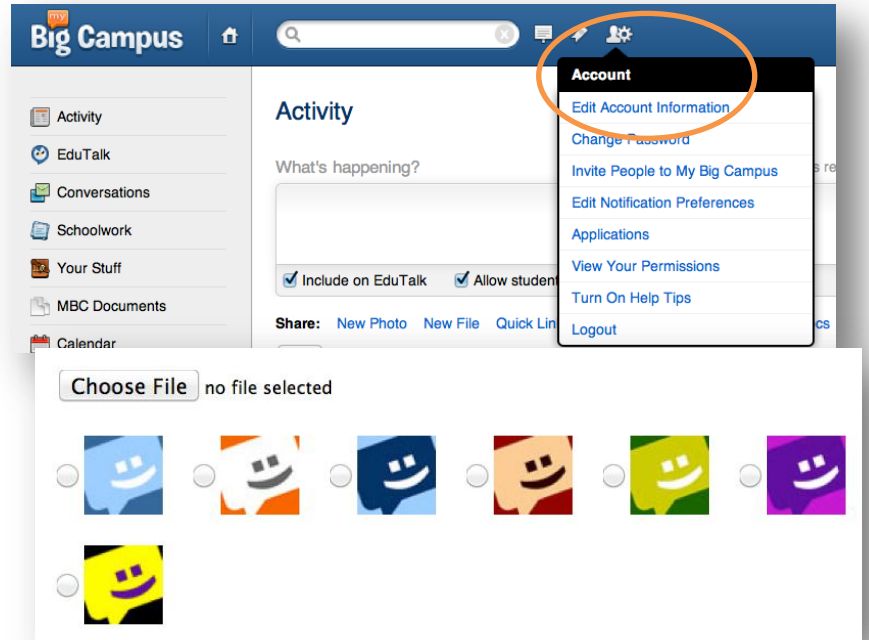 my
Big Campus
Account
Edit Account Information
Change Password
Invite People to My Big Campus
Edit Notification Preferences
Applications
View Your Permissions
Turn On Help Tips
Logout
Activity
EduTalk
Conversations
Schoolwork
Your Stuff
MBC Documents
Calendar
Activity
What's happening?
Include on EduTalk Allow student
Share: New Photo New File Quick Lin
Choose File no file selected